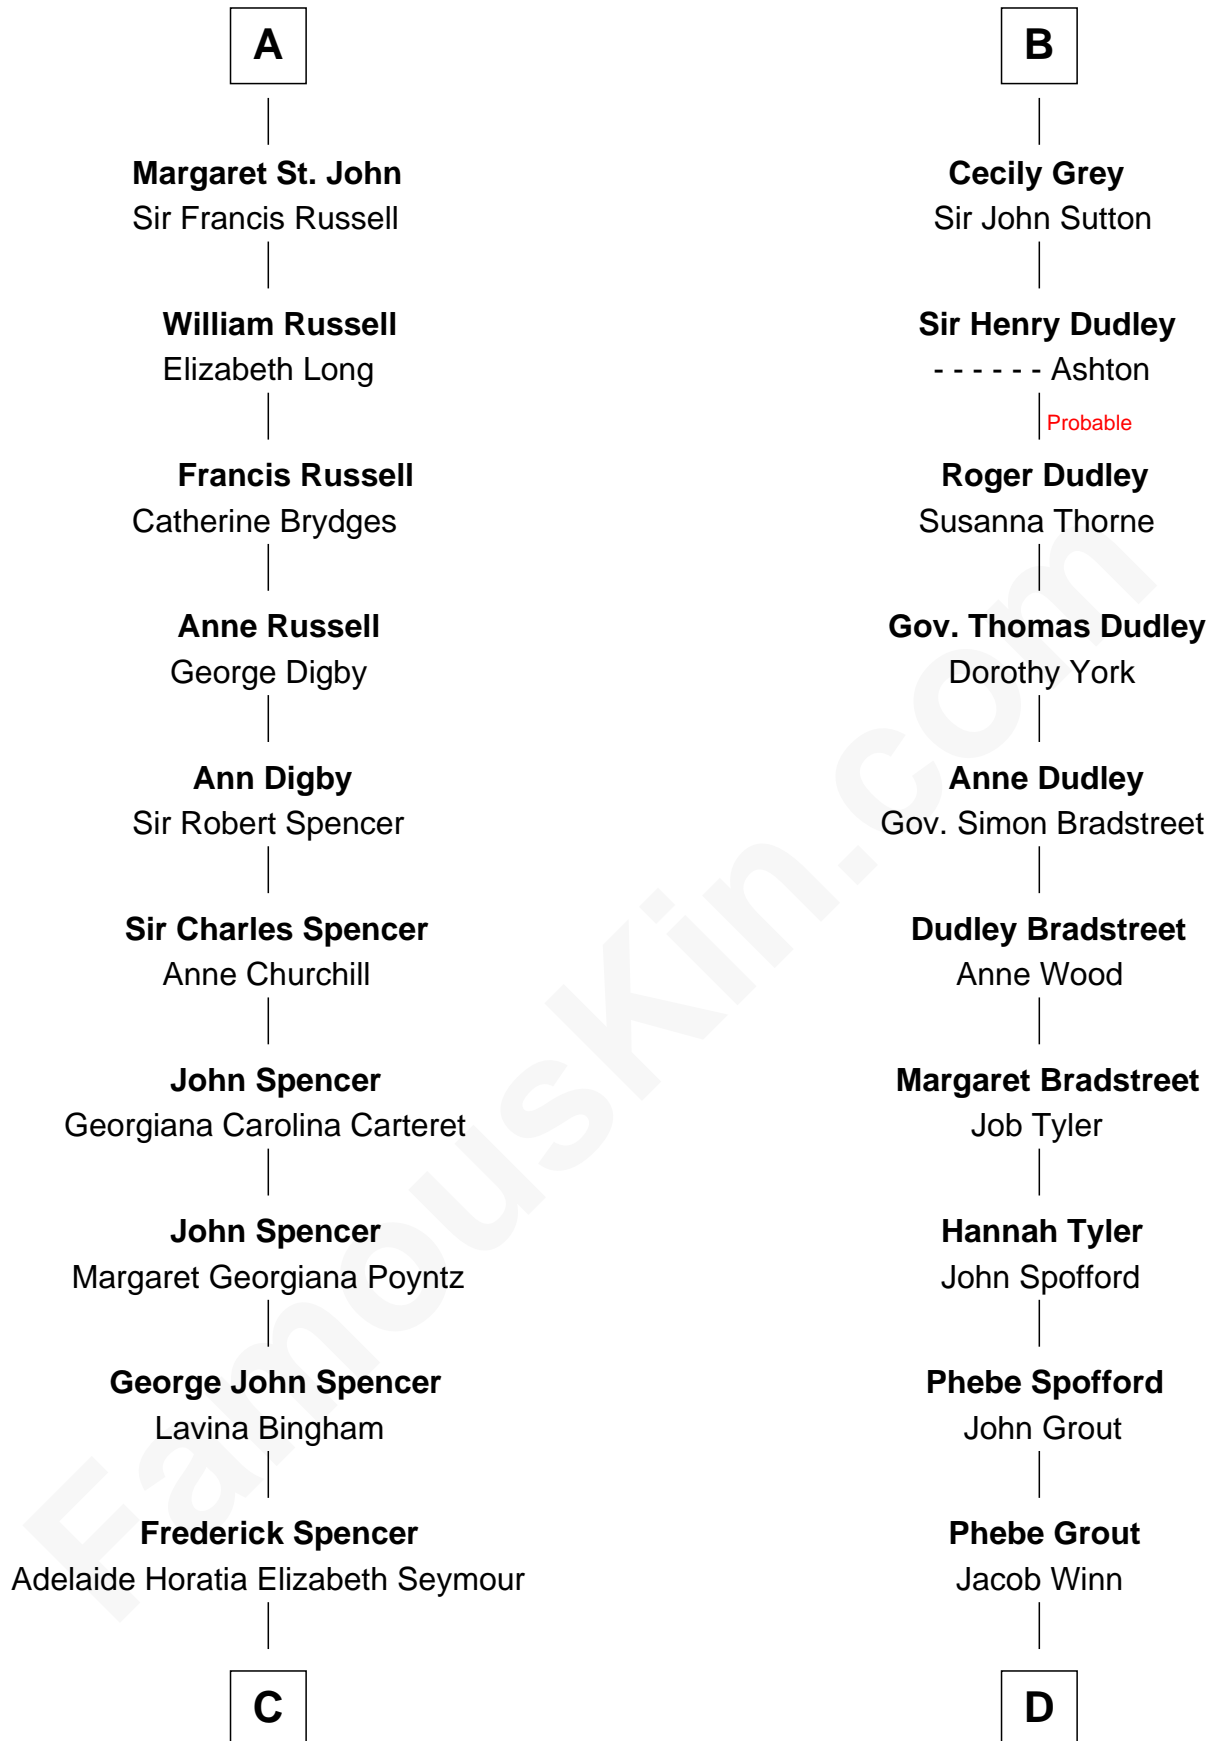 A
Margaret St. John
Sir Francis Russell
William Russell
Elizabeth Long
Francis Russell
Catherine Brydges
Anne Russell
George Digby
Ann Digby
Sir Robert Spencer
Sir Charles Spencer
Anne Churchill
John Spencer
Georgiana Carolina Carteret
John Spencer
Margaret Georgiana Poyntz
George John Spencer
Lavina Bingham
Frederick Spencer
Adelaide Horatia Elizabeth Seymour
C
B
Cecily Grey
Sir John Sutton
Sir Henry Dudley
- - - - - - Ashton
Probable
Roger Dudley
Susanna Thorne
Gov. Thomas Dudley
Dorothy York
Anne Dudley
Gov. Simon Bradstreet
Dudley Bradstreet
Anne Wood
Margaret Bradstreet
Job Tyler
Hannah Tyler
John Spofford
Phebe Spofford
John Grout
Phebe Grout
Jacob Winn
D
FamousKin.com